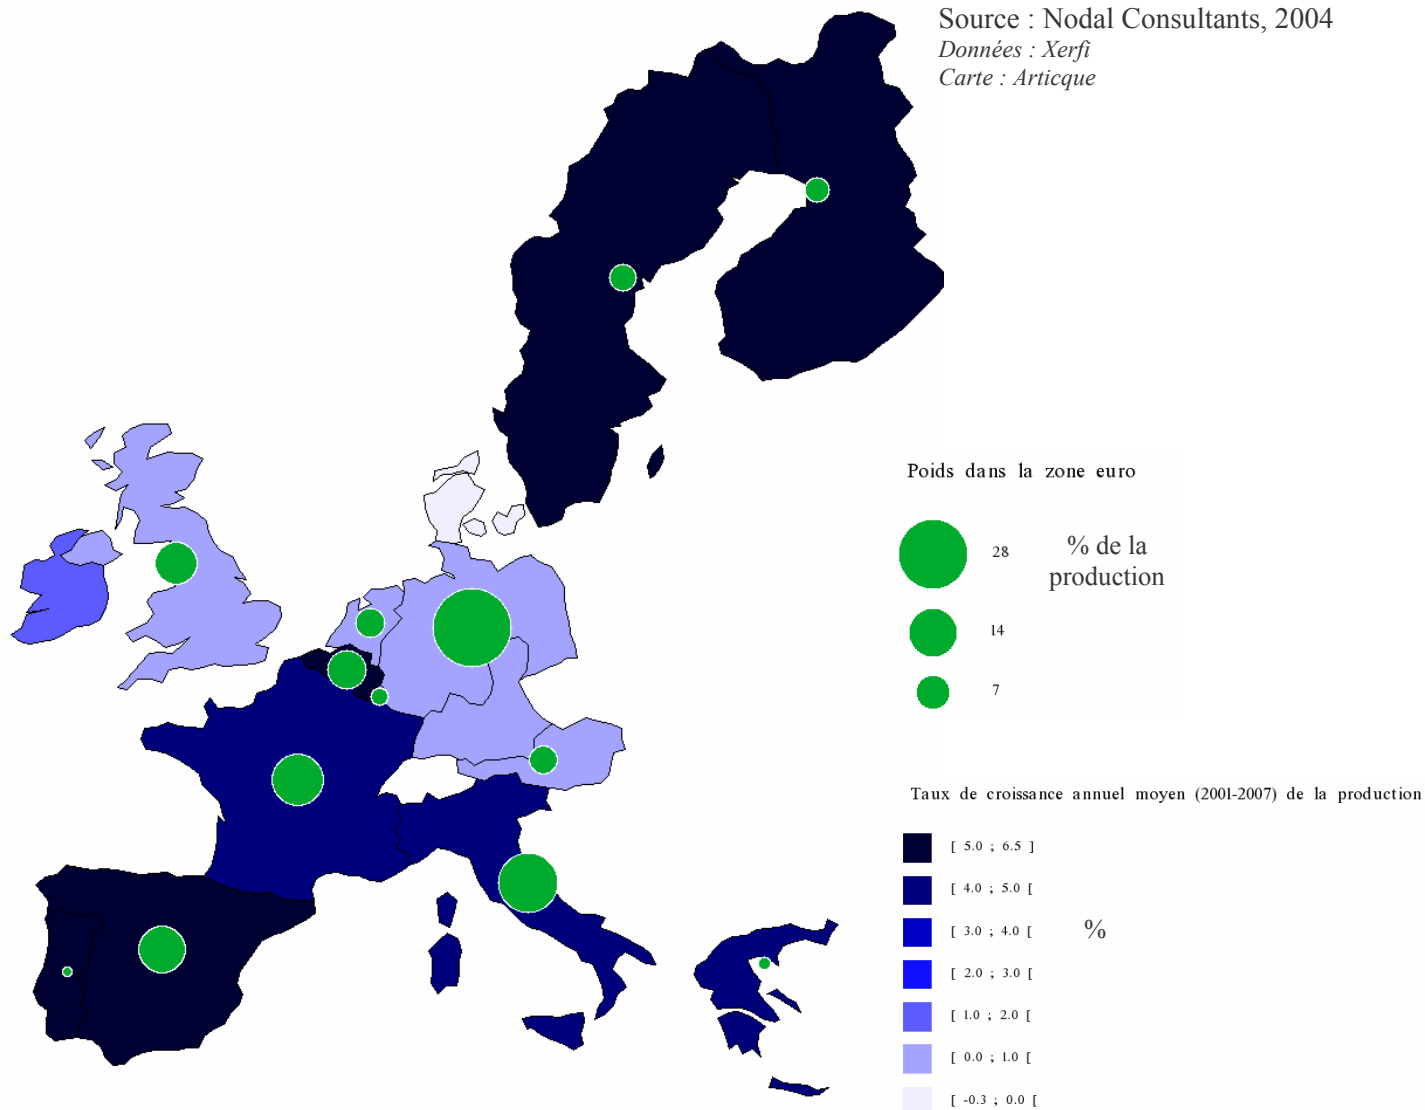 Source : Nodal Consultants, 2004
Données : Xerfi
Carte : Articque
Poids dans la zone euro
28
% de la
production
14
7
Taux de croissance annuel moyen (2001-2007) de la production
[ 5.0 ; 6.5 ]
[ 4.0 ; 5.0 [
[ 3.0 ; 4.0 [
%
[ 2.0 ; 3.0 [
[ 1.0 ; 2.0 [
[ 0.0 ; 1.0 [
[ -0.3 ; 0.0 [